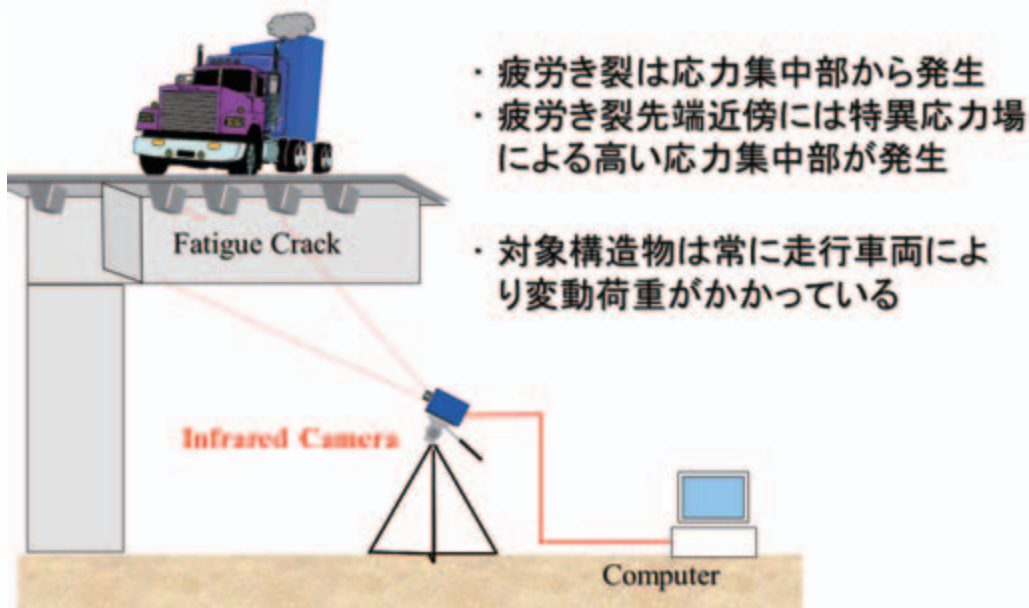 ・疲労き裂は応力集中部から発生
・疲労き裂先端近傍には特異応力場
による高い応力集中部が発生
・対象構造物は常に走行車両によ
り変動荷重がかかっている
Fatigue Crack
Infrared Camera
Computer